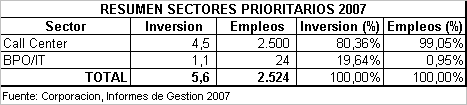 RESUMEN SECTORES PRIORITARIOS 2007
Sector Inversion Empleos Inversion (%) Empleos (%)
Call Center 4,5 2.500 80,36% 99,05%
BPO/IT 1,1 24 19,64% 0,95%
TOTAL 5,6 2.524 100,00% 100,00%
Fuente: Corporacion, Informes de Gestion 2007